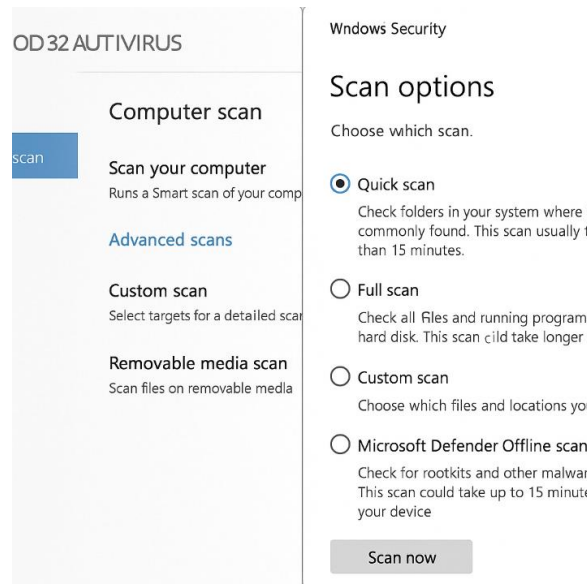 OD32 AUTIVIRUS
scan
Computer scan
Scan your computer
Runs a Smart scan of your comp
Advanced scans
Custom scan
Select targets for a detailed scar
Removable media scan
Scan files on removable medla
Wndows Security
Scan options
Choose which scan.
Quick scan
Check folders in your system where
commonly found. This scan usually t
than 15 minutes.
Full scan
Check all files and running program
hard disk. This scan cild take longer
Custom scan
Choose which files and locations yo
Microsoft Defender Offline scan
Check for rootkits and other malwar
This scan could take up to 15 minute
your device
Scan now